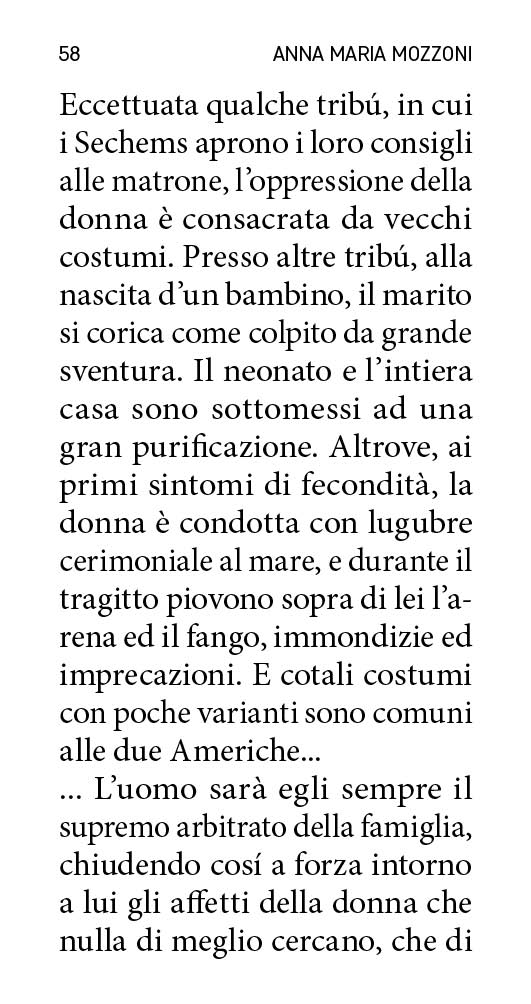 58 ANNA MARIA MOZZONI
Eccettuata qualche tribú, in cui
i Sechems aprono i loro consigli
alle matrone, l’oppressione della
donna è consacrata da vecchi
costumi. Presso altre tribú, alla
nascita d’un bambino, il marito
si corica come colpito da grande
sventura. Il neonato e l’intiera
casa sono sottomessi ad una
gran purificazione. Altrove, ai
primi sintomi di fecondità, la
donna è condotta con lugubre
cerimoniale al mare, e durante il
tragitto piovono sopra di lei l’a-
rena ed il fango, immondizie ed
imprecazioni. E cotali costumi
con poche varianti sono comuni
alle due Americhe...
... L’uomo sarà egli sempre il
supremo arbitrato della famiglia,
chiudendo cosí a forza intorno
a lui gli affetti della donna che
nulla di meglio cercano, che di